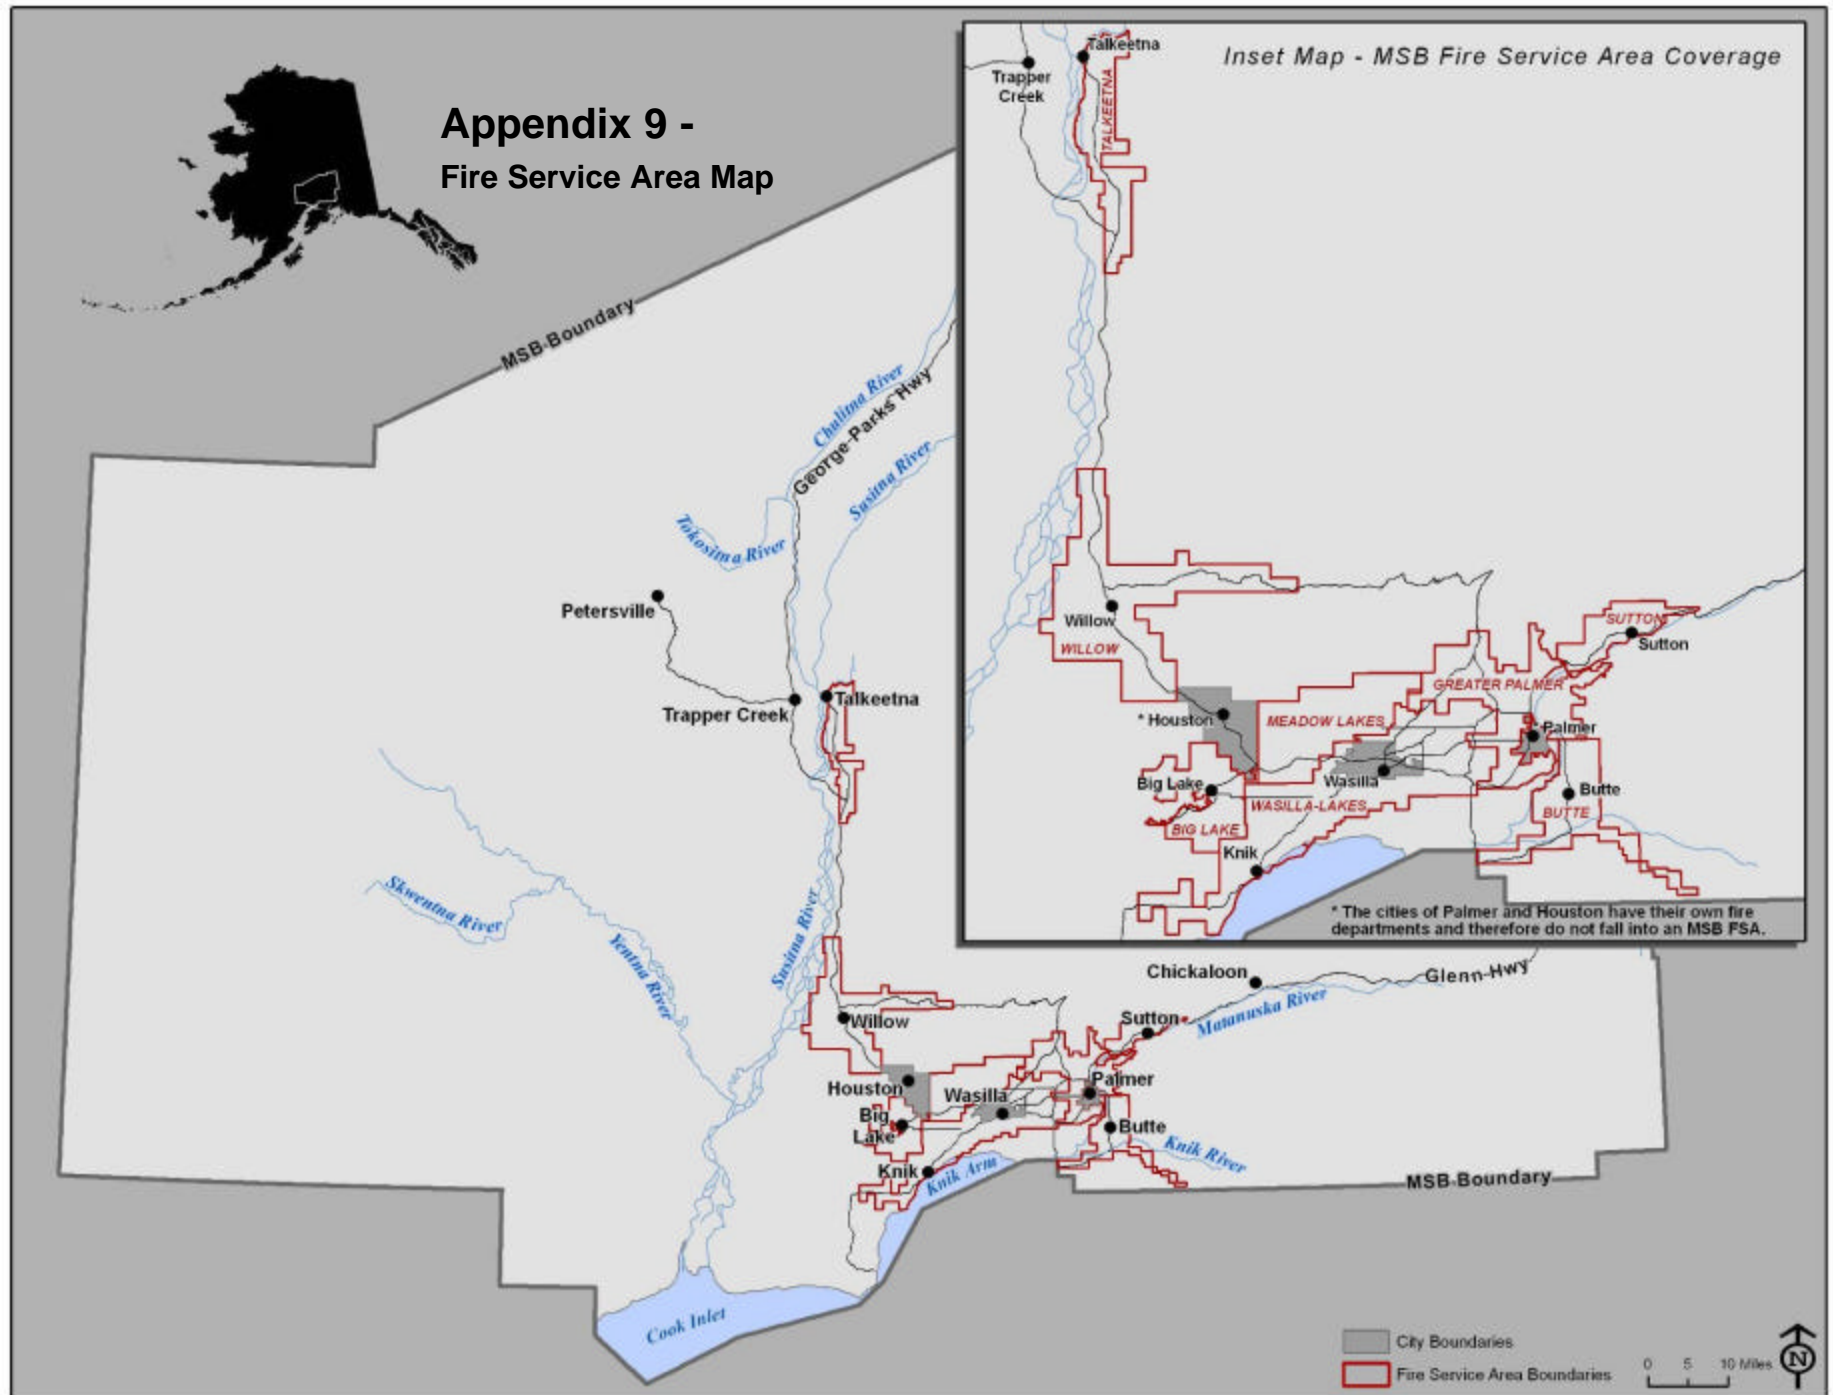 Appendix 9 -
Fire Service Area Map
Inset Map - MSB Fire Service Area Coverage
Talkeetna
Trapper
Creek
TALKEETNA
Willow
WILLOW
SUTTON
Sutton
GREATER PALMER
* Houston
MEADOW LAKES
Palmer
Big Lake
Wasilla
Butte
WASILLA-LAKES
BUTTE
BIG LAKE
Knik
* The cities of Palmer and Houston have their own fire
departments and therefore do not fall into an MSB FSA.
MSB Boundary
Chulitna River
George Parks Hwy
Susitna River
Tokositna River
Petersville
Talkeetna
Trapper Creek
Skwentna River
Yentna River
Susitna River
Chickaloon
Glenn Hwy
Matanuska River
Sutton
Willow
Houston
Wasilla
Palmer
Big
Lake
Butte
Knik River
Knik
Knik Arm
MSB Boundary
Cook Inlet
City Boundaries
Fire Service Area Boundaries
0 5 10 Miles
N